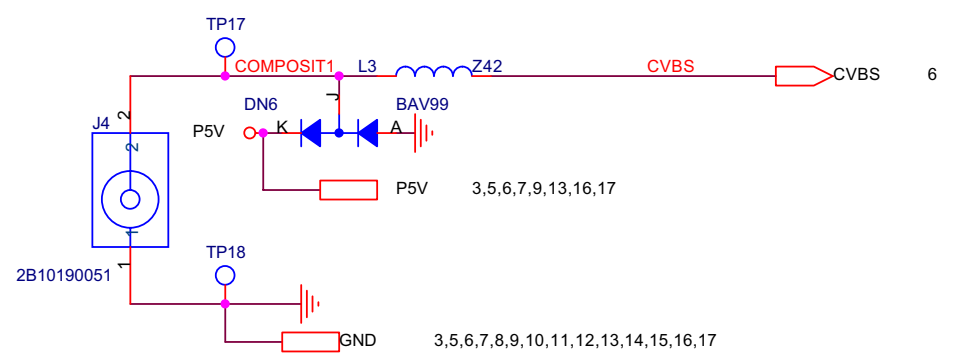 TP17
COMPOSIT1 L3 Z42 CVBS CVBS 6
DN6 J BAV99
P5V K A
J4 2
2
P5V 3,5,6,7,9,13,16,17
1
2B10190051 1
TP18
GND 3,5,6,7,8,9,10,11,12,13,14,15,16,17